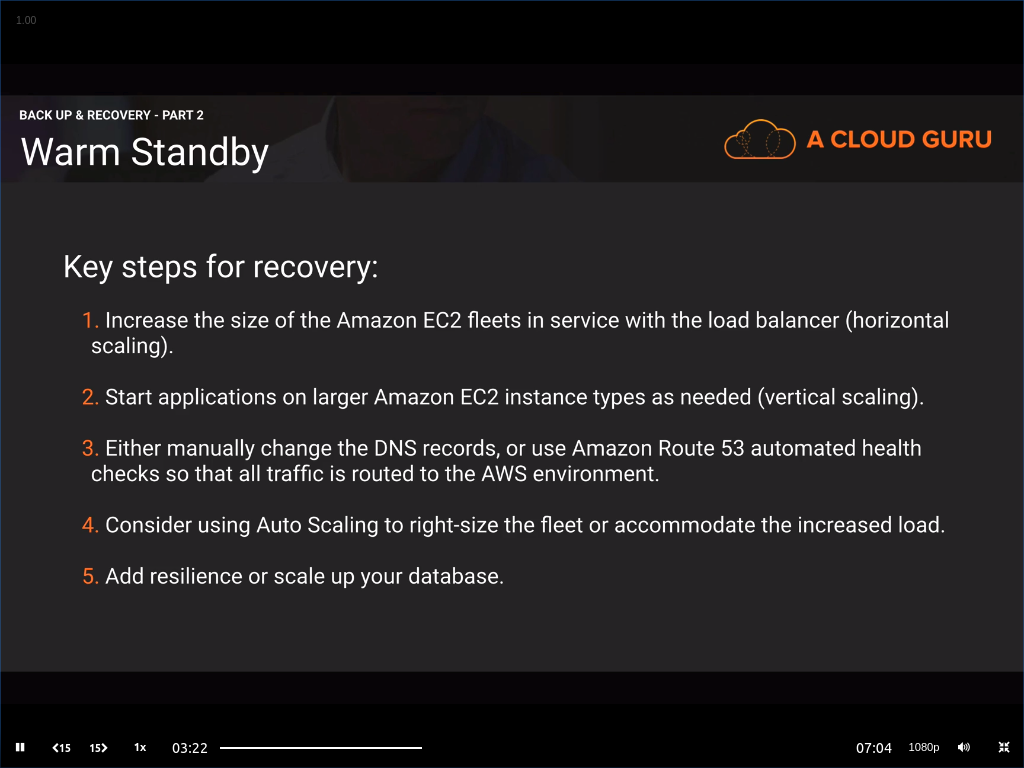 1.00
BACK UP & RECOVERY - PART 2
Warm Standby
A CLOUD GURU
Key steps for recovery:
1. Increase the size of the Amazon EC2 fleets in service with the load balancer (horizontal
scaling).
2. Start applications on larger Amazon EC2 instance types as needed (vertical scaling).
3. Either manually change the DNS records, or use Amazon Route 53 automated health
checks so that all traffic is routed to the AWS environment.
4. Consider using Auto Scaling to right-size the fleet or accommodate the increased load.
5. Add resilience or scale up your database.
15 15 1x 03:22 07:04 1080p